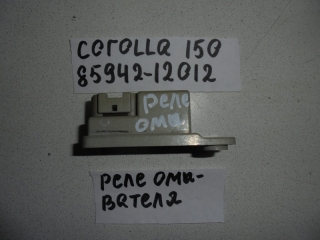 COROLLA 150
85942-12012
реле
омы
реле омы-
вателя